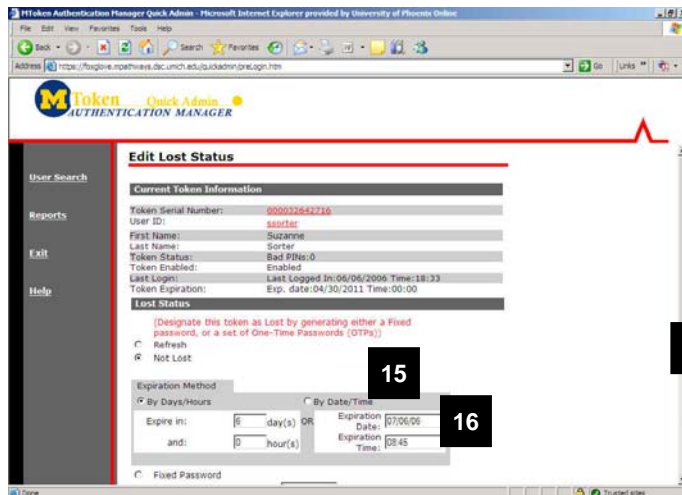 MToken Authentication Manager Quick Admin - Microsoft Internet Explorer provided by University of Phoenix Online
File Edit View Favorites Tools Help
Back Search Favorites
Address https://foxglove.mpathways.dsc.umich.edu/quickadmin/preLogin.htm Go Links »
M Token Quick Admin
AUTHENTICATION MANAGER
Edit Lost Status
User Search
Current Token Information
Token Serial Number: 000032642716
Reports
User ID: ssorter
First Name: Suzanne
Last Name: Sorter
Exit
Token Status: Bad PINs:0
Token Enabled: Enabled
Last Login: Last Logged In:06/06/2006 Time:18:33
Help
Token Expiration: Exp. date:04/30/2011 Time:00:00
Lost Status
(Designate this token as Lost by generating either a Fixed
password, or a set of One-Time Passwords (OTPs))
Refresh
Not Lost
15
Expiration Method
By Days/Hours By Date/Time
16
Expire in: 6 day(s) OR Expiration Date: 07/06/06
and: 0 hour(s) Expiration Time: 08:45
Fixed Password
Done Trusted sites